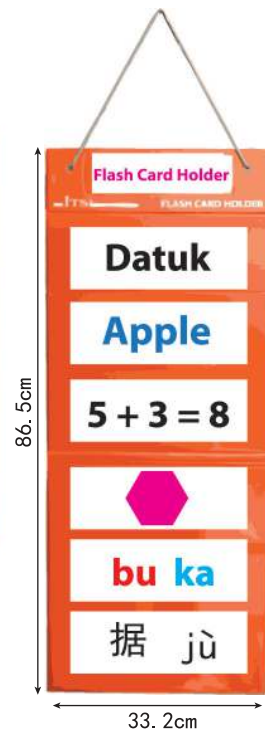 Flash Card Holder
FLASH CARD HOLDER
Datuk
Apple
5 + 3 = 8
bu ka
据 jù
86.5cm
33.2cm